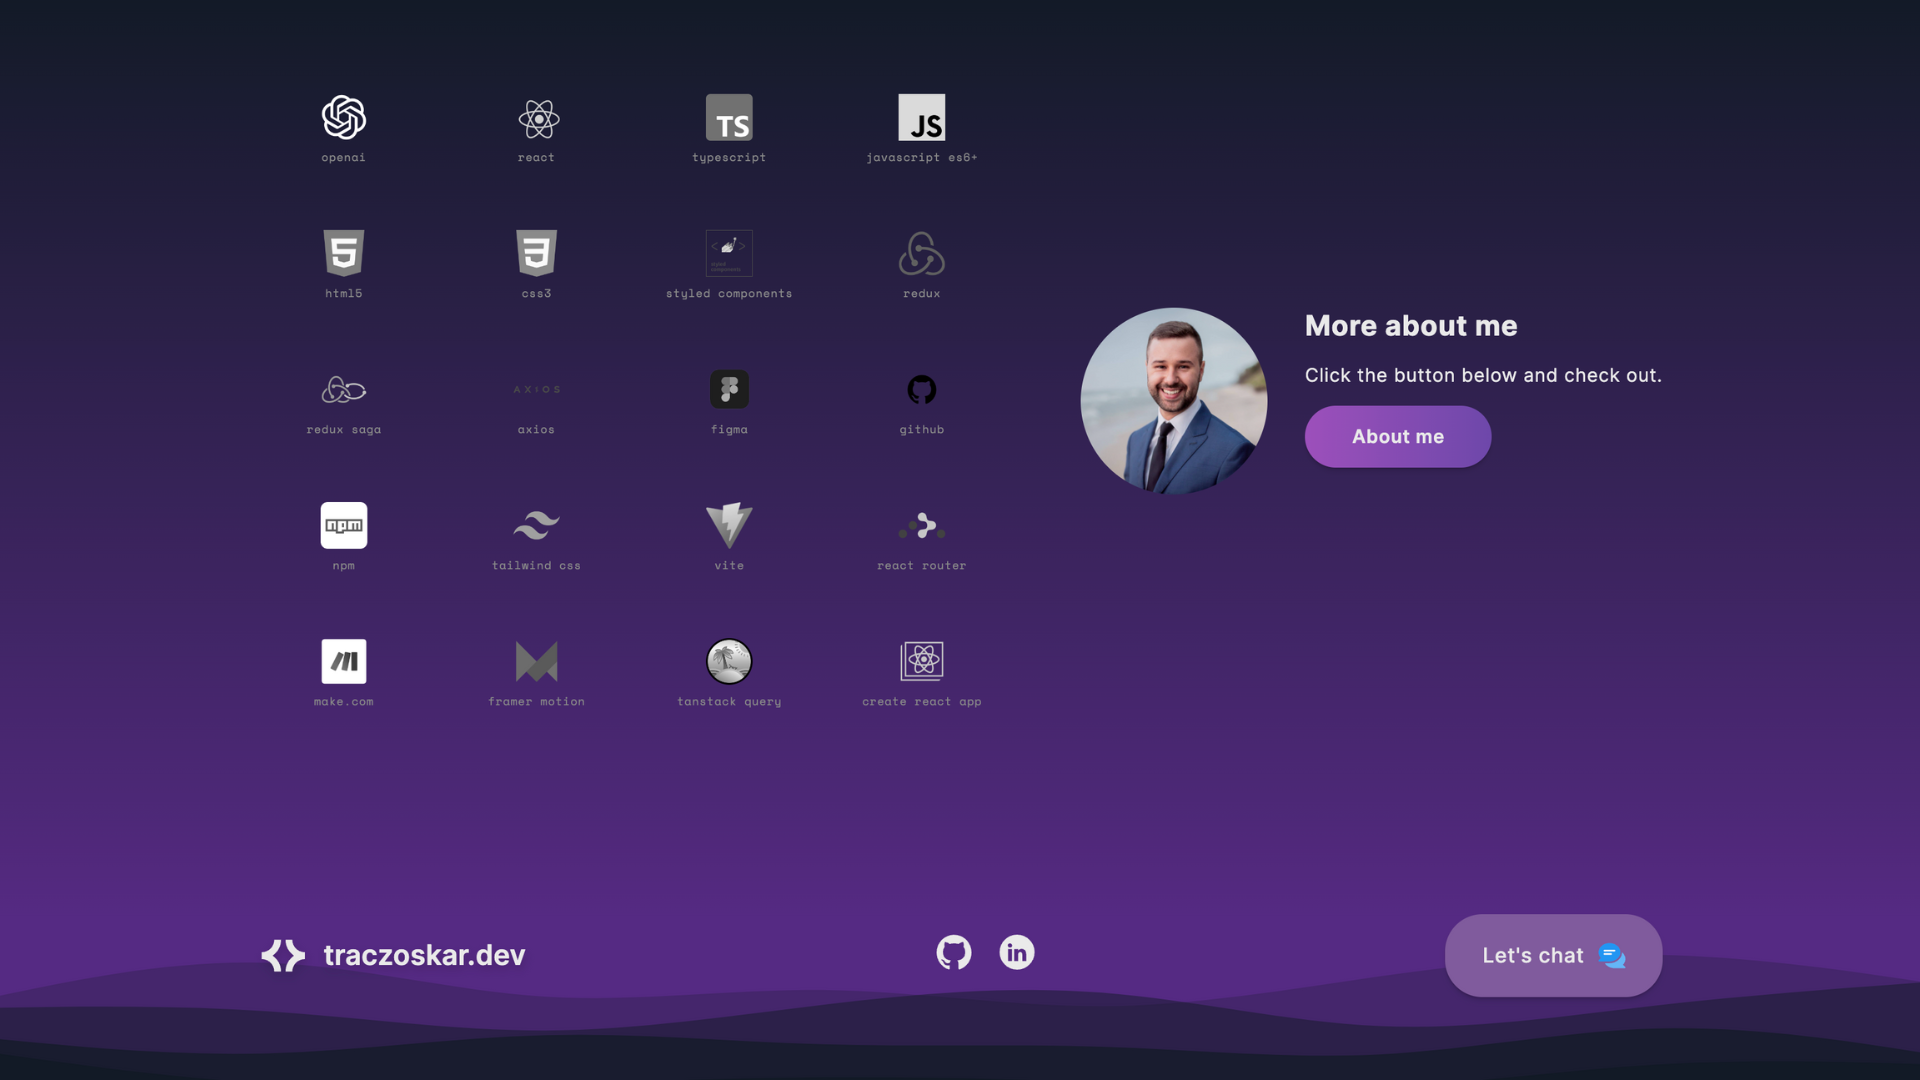 openai
react
TS
typescript
JS
javascript es6+
html5
css3
styled components
redux
redux saga
AXIOS
axios
figma
github
npm
npm
tailwind css
vite
react router
make.com
framer motion
tanstack query
create react app
More about me
Click the button below and check out.
About me
traczoskar.dev
in
Let's chat